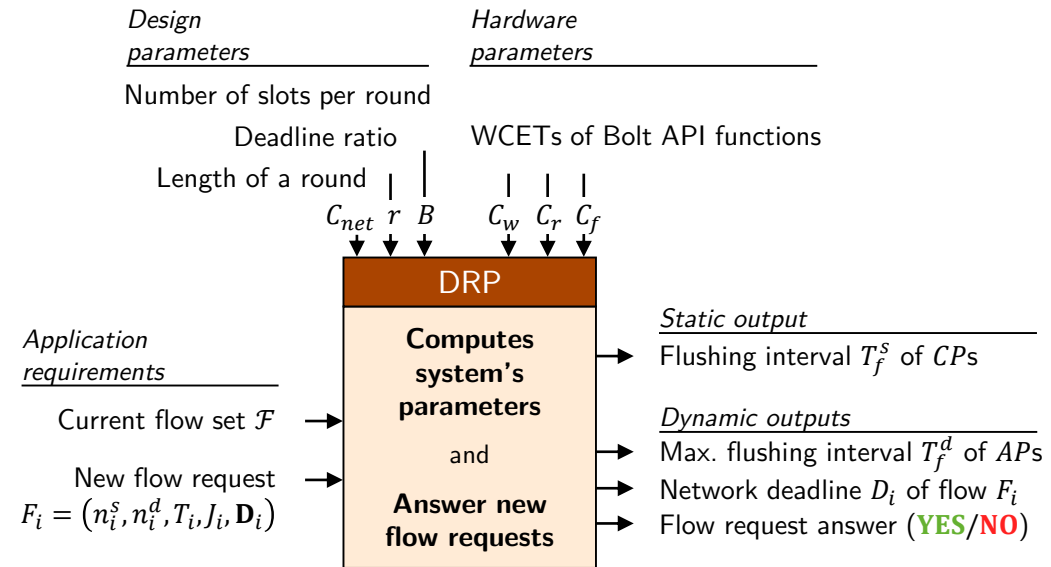 Design
parameters
Hardware
parameters
Number of slots per round
Deadline ratio
WCETs of Bolt API functions
Length of a round
C_net r B C_w C_r C_f
DRP
Application
requirements
Current flow set ℱ
New flow request
F_i = (n_i^s, n_i^d, T_i, J_i, D_i)
Computes
system's
parameters
and
Answer new
flow requests
Static output
Flushing interval T_f^s of CPs
Dynamic outputs
Max. flushing interval T_f^d of APs
Network deadline D_i of flow F_i
Flow request answer (YES/NO)